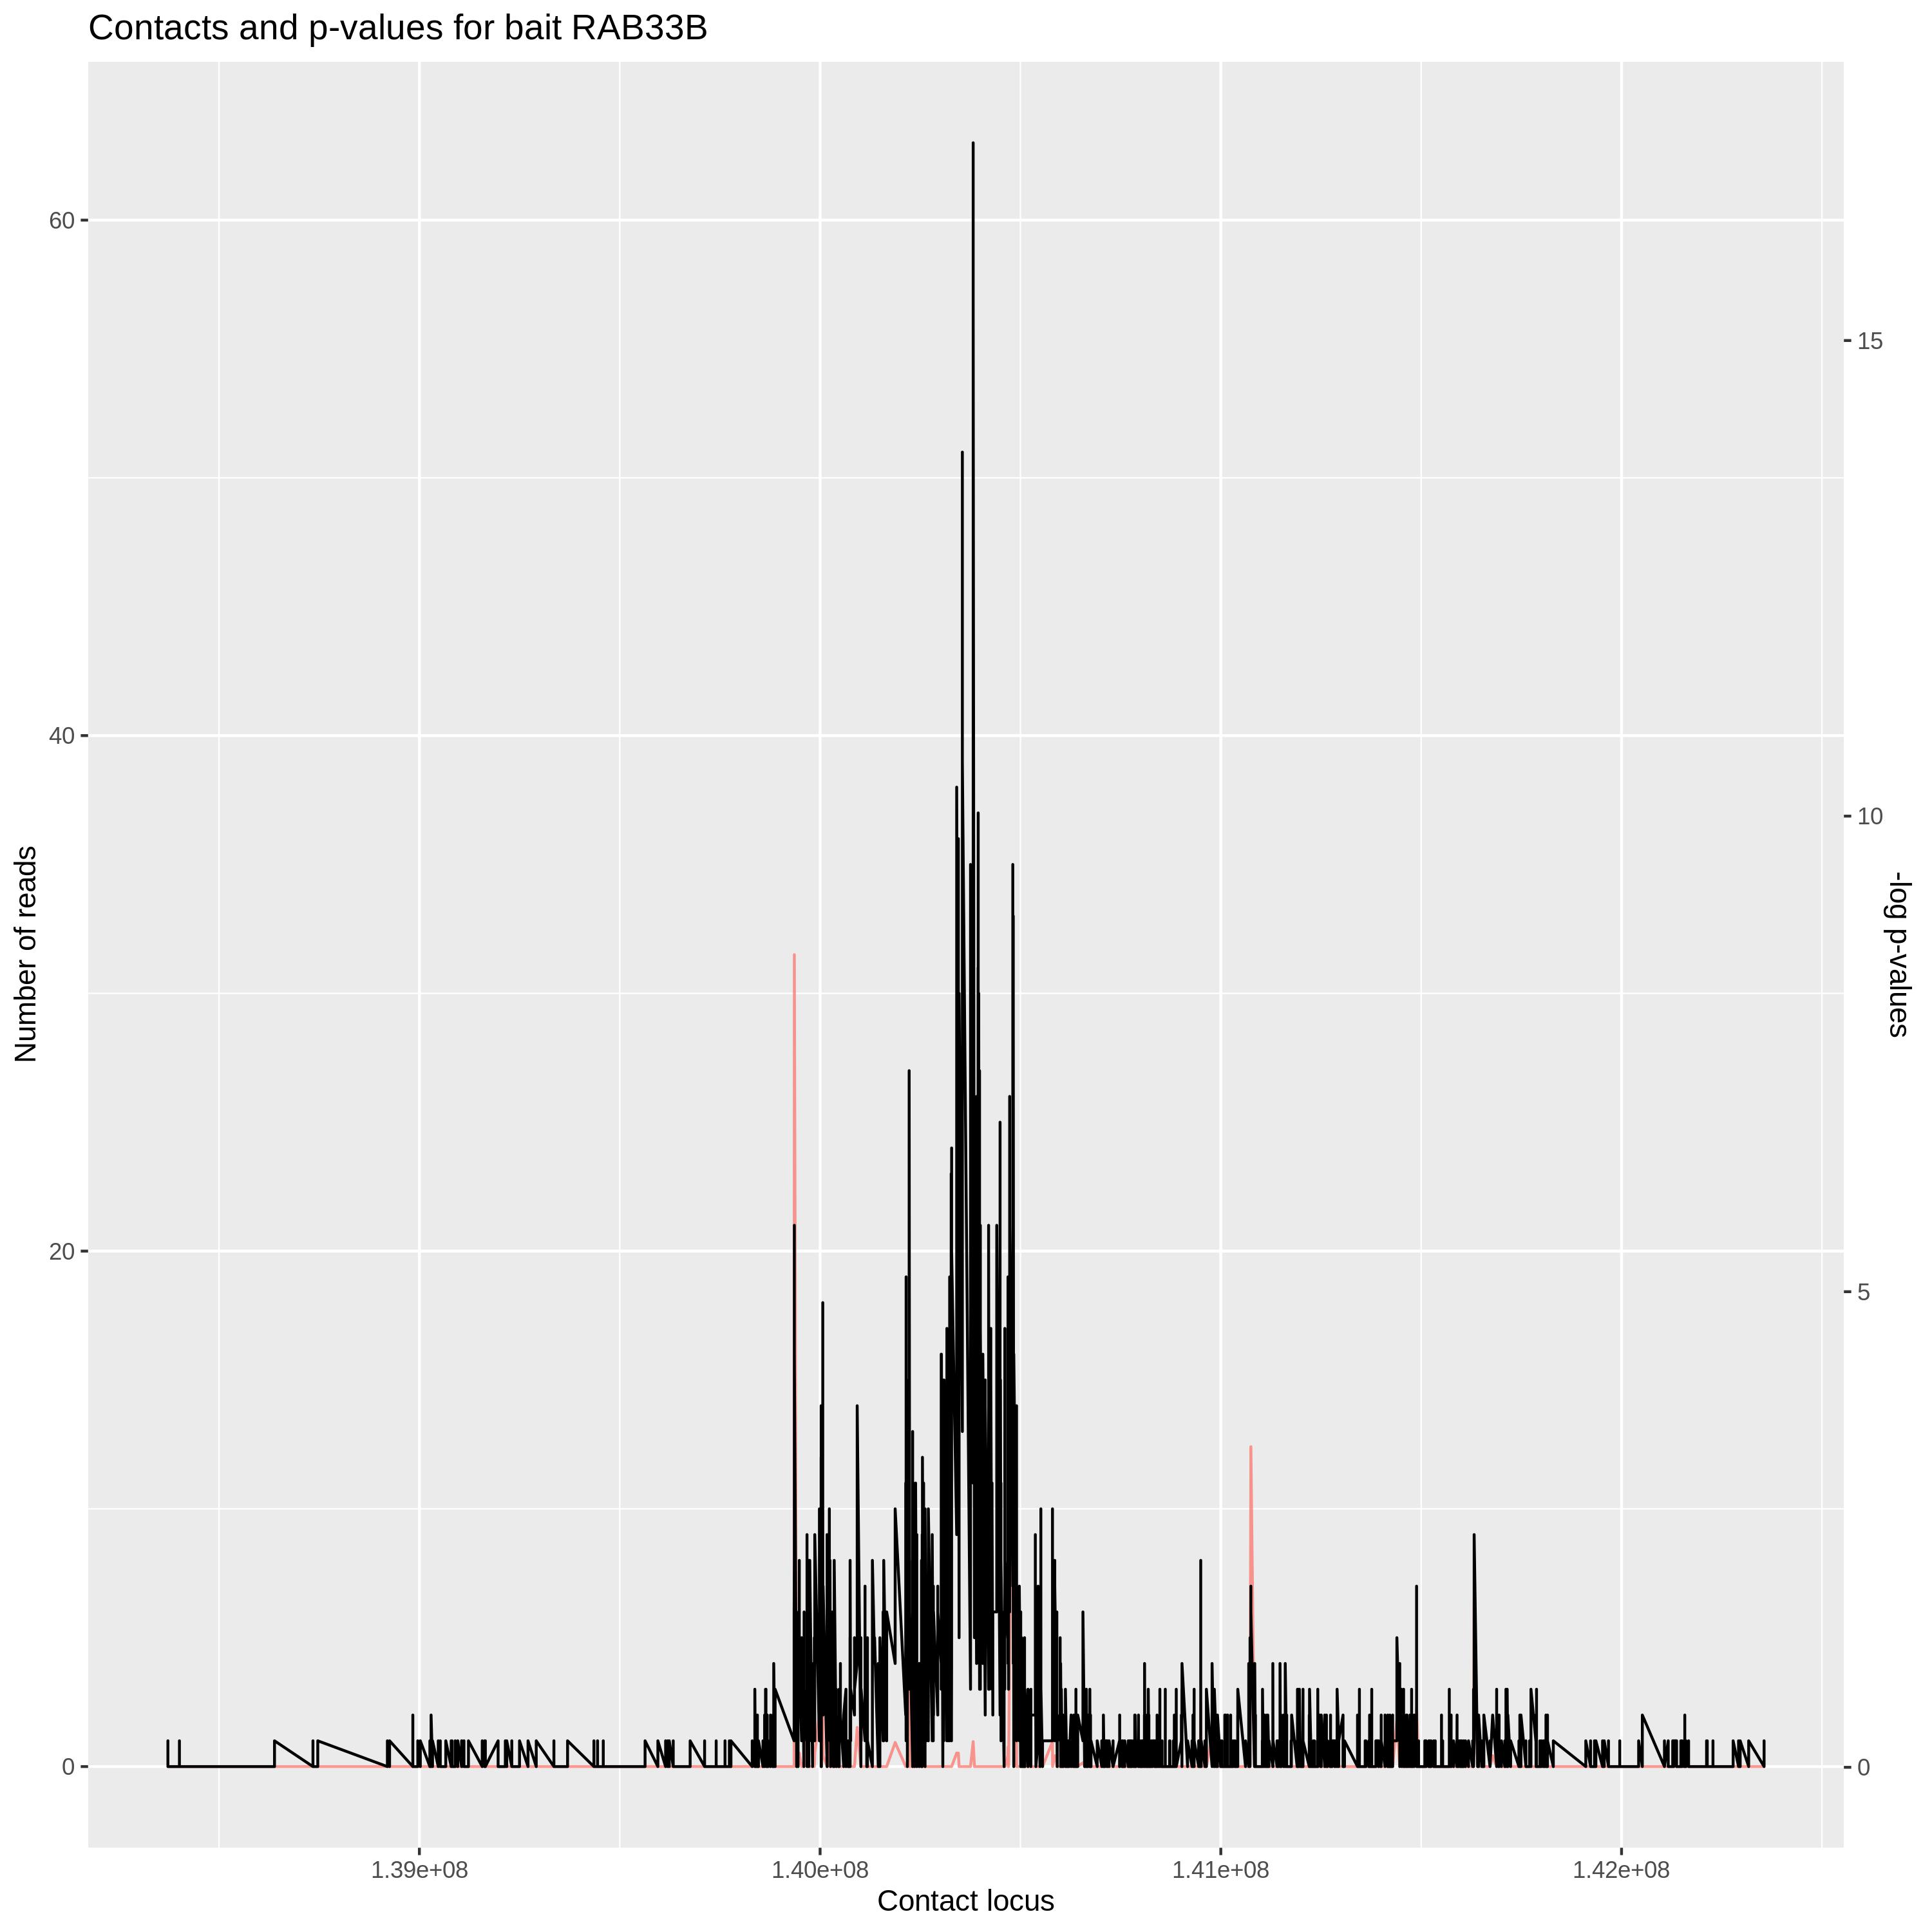 Contacts and p-values for bait RAB33B
60
40
20
0
Number of reads
15
10
5
0
-log p-values
1.39e+08
1.40e+08
1.41e+08
1.42e+08
Contact locus